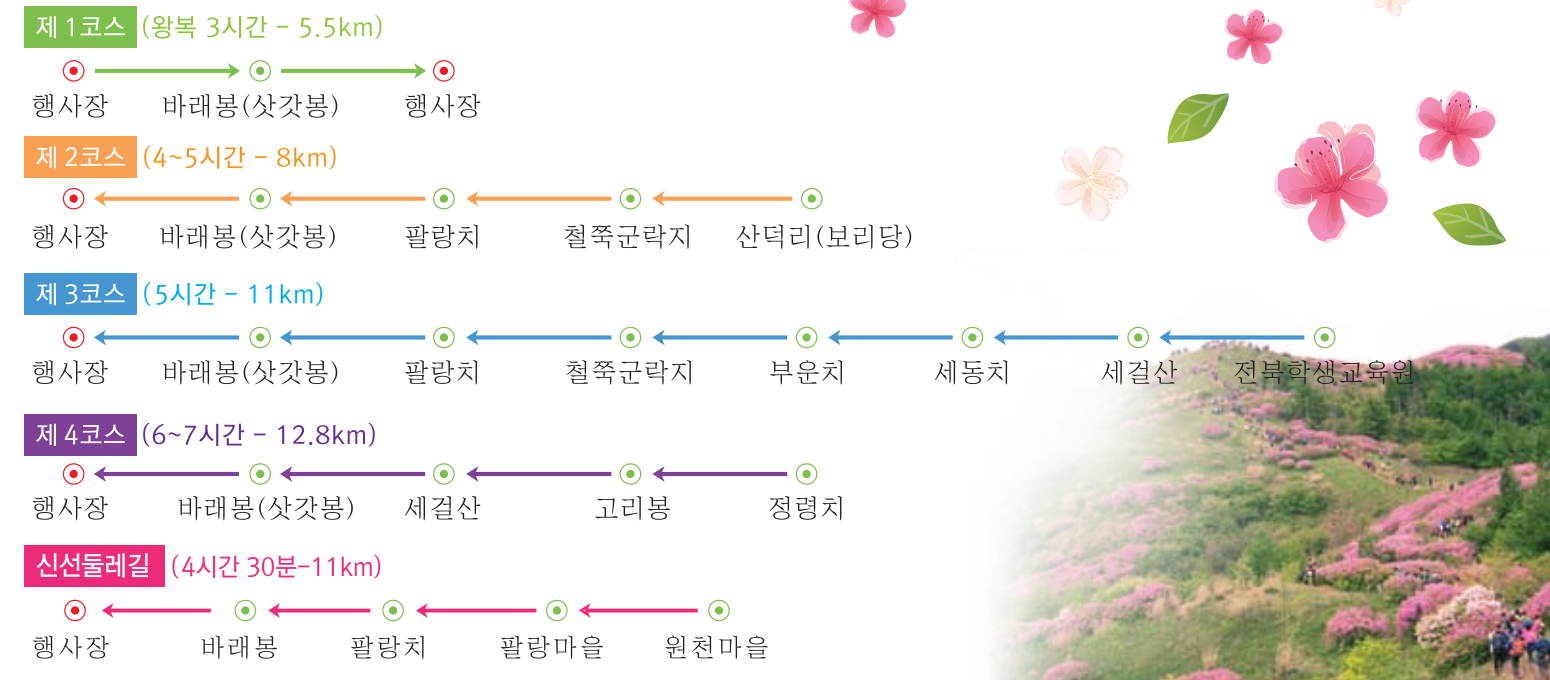 제 1코스 (왕복 3시간 - 5.5km)
행사장 바래봉(삿갓봉) 행사장
제 2코스 (4~5시간 - 8km)
행사장 바래봉(삿갓봉) 팔랑치 철쭉군락지 산덕리(보리당)
제 3코스 (5시간 - 11km)
행사장 바래봉(삿갓봉) 팔랑치 철쭉군락지 부운치 세동치 세걸산 전북학생교육원
제 4코스 (6~7시간 - 12.8km)
행사장 바래봉(삿갓봉) 세걸산 고리봉 정령치
신선둘레길 (4시간 30분-11km)
행사장 바래봉 팔랑치 팔랑마을 원천마을